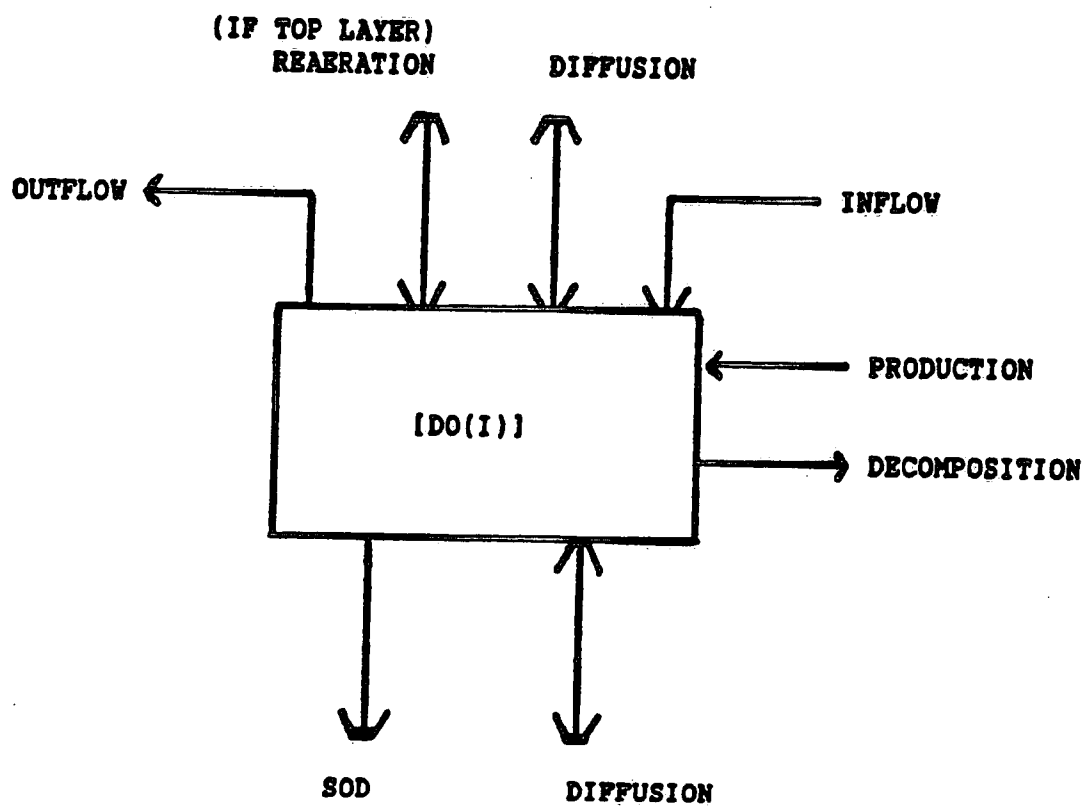 (IF TOP LAYER)
REAERATION
DIFFUSION
OUTFLOW
INFLOW
PRODUCTION
[DO(I)]
DECOMPOSITION
SOD
DIFFUSION